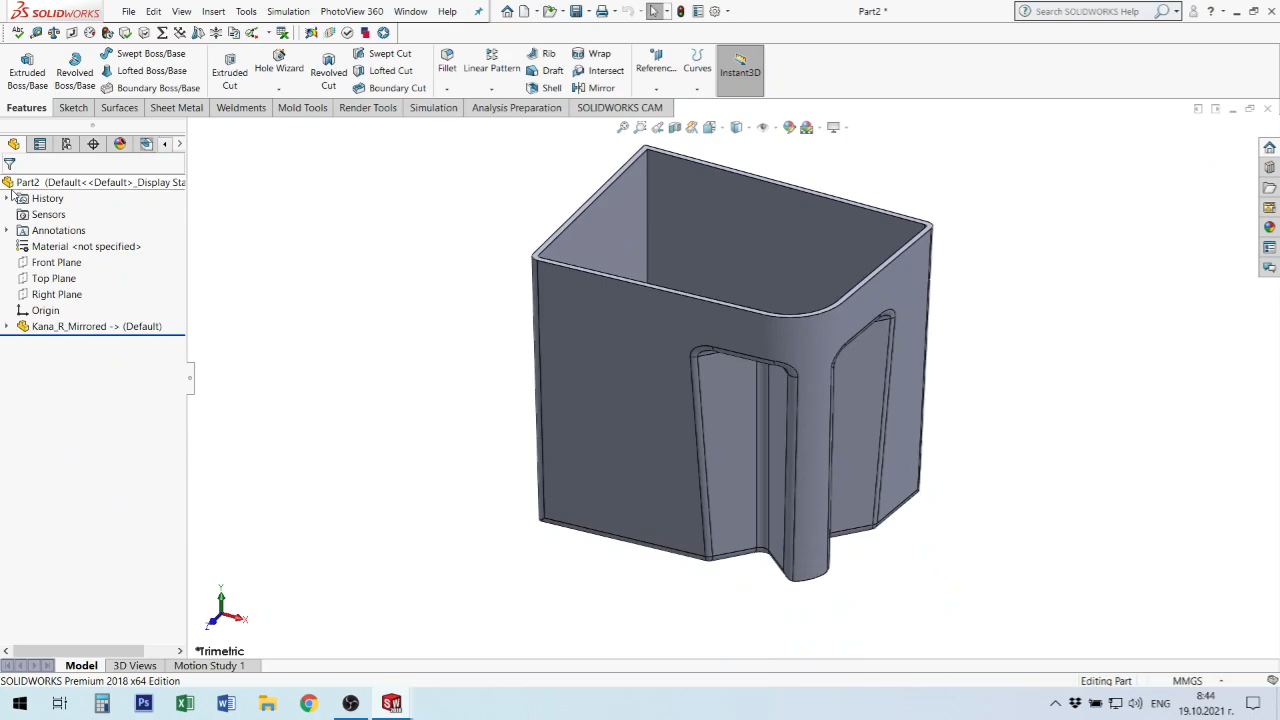 SOLIDWORKS File Edit View Insert Tools Simulation PhotoView 360 Window Help Part2 * Search SOLIDWORKS Help
Extruded Boss/Base
Revolved Boss/Base
Swept Boss/Base
Lofted Boss/Base
Boundary Boss/Base
Extruded Cut
Hole Wizard
Revolved Cut
Swept Cut
Lofted Cut
Boundary Cut
Fillet
Linear Pattern
Rib
Draft
Shell
Wrap
Intersect
Mirror
Referenc...
Curves
Instant3D
Features Sketch Surfaces Sheet Metal Weldments Mold Tools Render Tools Simulation Analysis Preparation SOLIDWORKS CAM
Part2 (Default<<Default>_Display Sta
History
Sensors
Annotations
Material <not specified>
Front Plane
Top Plane
Right Plane
Origin
Kana_R_Mirrored -> (Default)
Y
X
Z
*Trimetric
Model 3D Views Motion Study 1
SOLIDWORKS Premium 2018 x64 Edition Editing Part MMGS
ENG 8:44
19.10.2021 г.